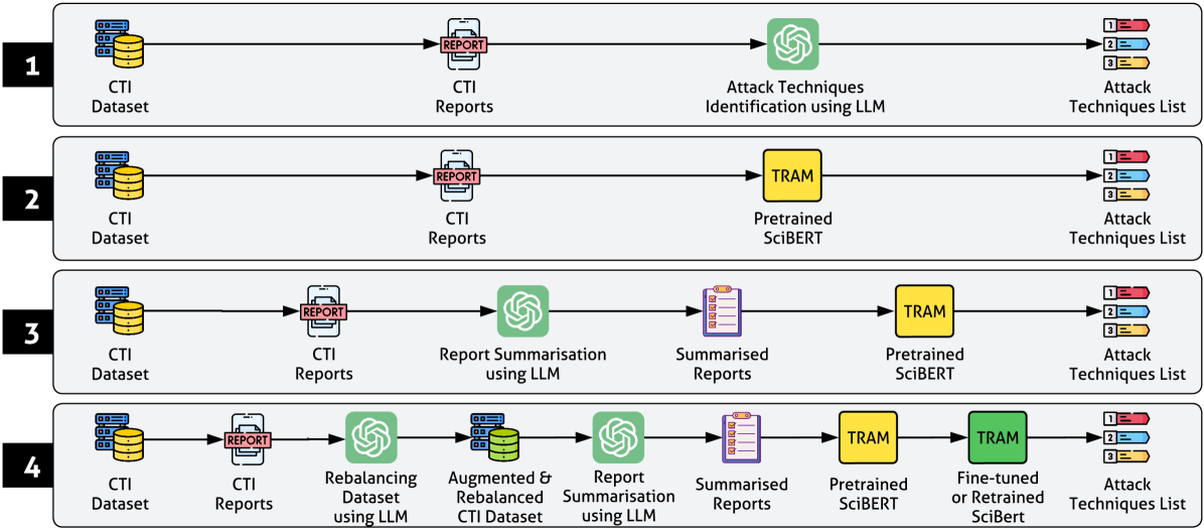 1
CTI
Dataset
REPORT
CTI
Reports
Attack Techniques
Identification using LLM
1
2
3
Attack
Techniques List
2
CTI
Dataset
REPORT
CTI
Reports
TRAM
Pretrained
SciBERT
1
2
3
Attack
Techniques List
3
CTI
Dataset
REPORT
CTI
Reports
Report Summarisation
using LLM
Summarised
Reports
TRAM
Pretrained
SciBERT
1
2
3
Attack
Techniques List
4
CTI
Dataset
REPORT
CTI
Reports
Rebalancing
Dataset
using LLM
Augmented &
Rebalanced
CTI Dataset
Report
Summarisation
using LLM
Summarised
Reports
TRAM
Pretrained
SciBERT
TRAM
Fine-tuned
or Retrained
SciBert
1
2
3
Attack
Techniques List